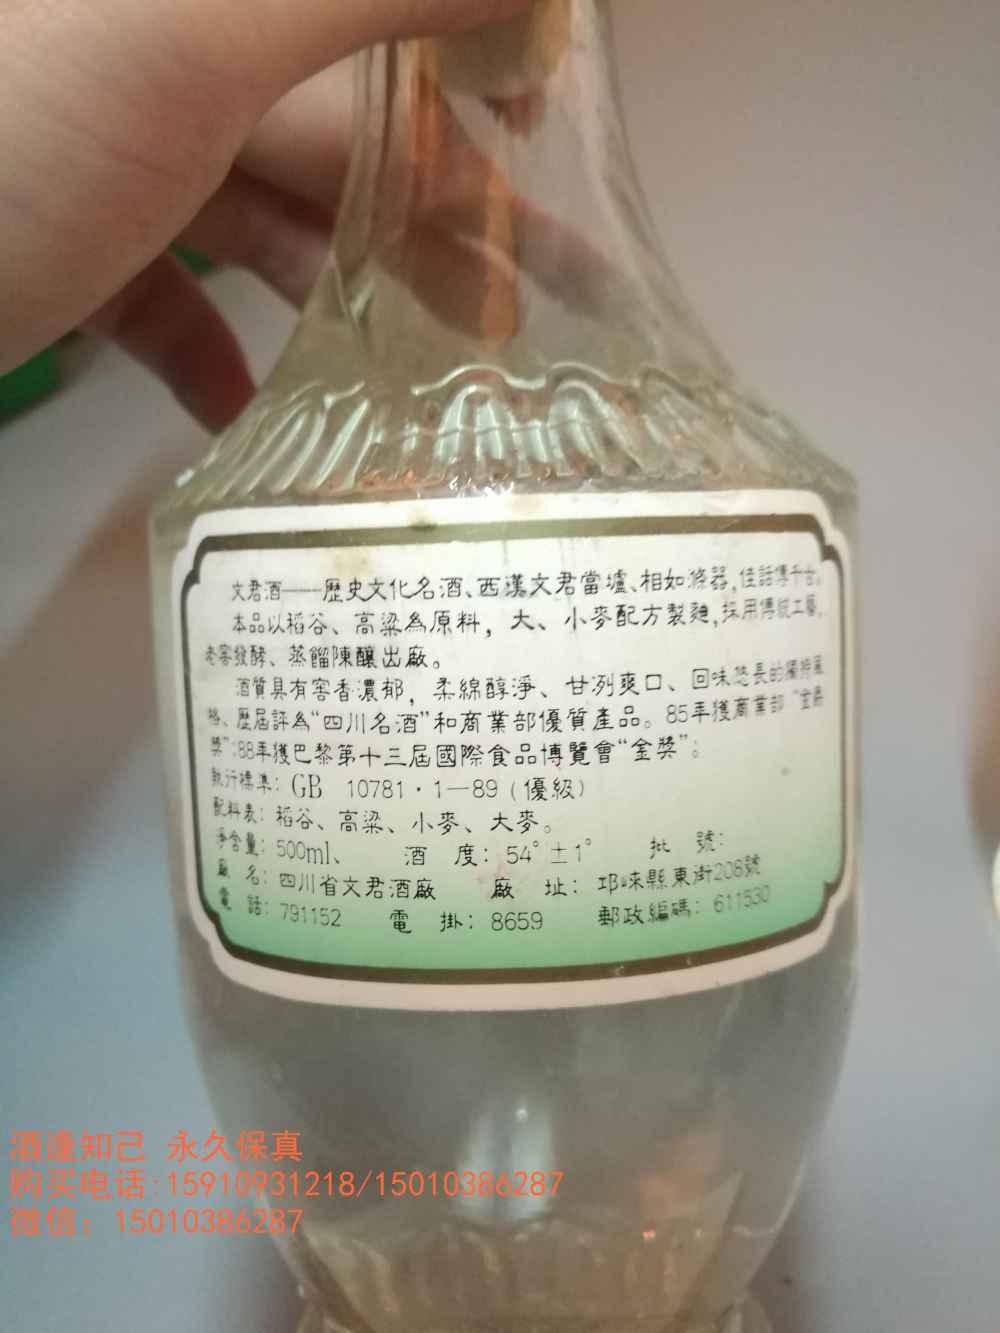 文君酒——歷史文化名酒、西漢文君當壚、相如滌器,佳話傳千古。
本品以稻谷、高粱為原料，大、小麥配方製麯,採用傳統工藝,
老窖發酵、蒸餾陳釀出廠。
酒質具有窖香濃郁，柔綿醇淨、甘冽爽口、回味悠長的獨特風
格、歷屆評為“四川名酒”和商業部優質產品。85年獲商業部“金爵
獎”;88年獲巴黎第十三屆國際食品博覽會“金獎”。
執行標準: GB 10781·1—89 (優級)
配料表: 稻谷、高粱、小麥、大麥。
淨含量: 500ml、 酒 度: 54°±1° 批 號:
廠 名: 四川省文君酒廠 廠 址: 邛崍縣東街208號
電 話: 791152 電 掛: 8659 郵政編碼: 611530
酒逢知己 永久保真
购买电话:15910931218/15010386287
微信: 15010386287